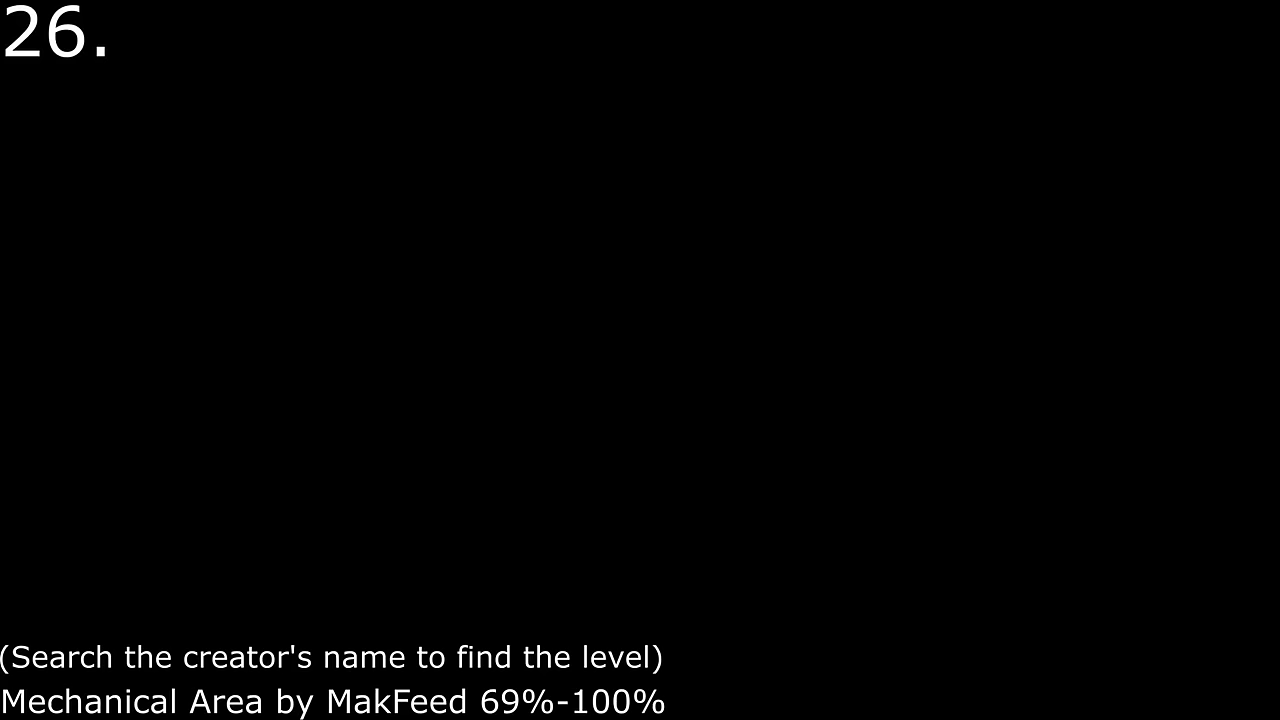 26.
(Search the creator's name to find the level)
Mechanical Area by MakFeed 69%-100%